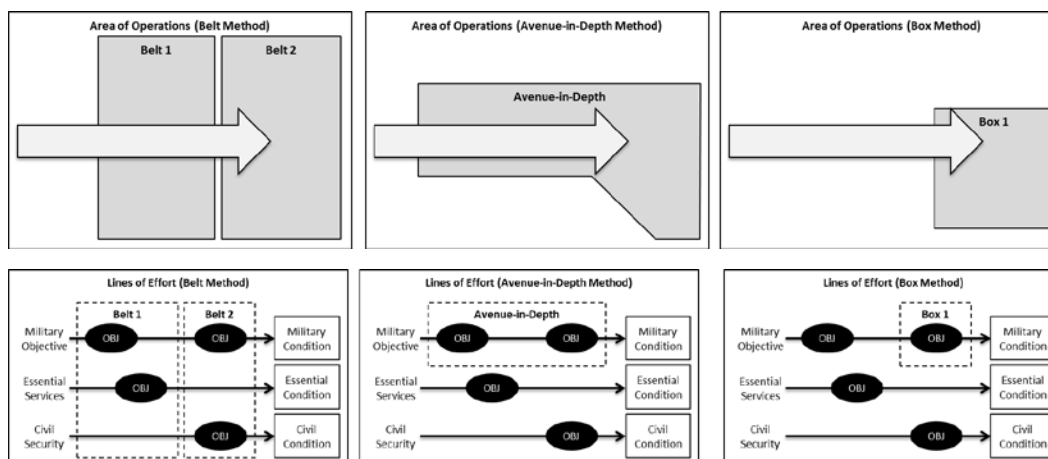 Area of Operations (Belt Method)
Belt 1
Belt 2
Area of Operations (Avenue-in-Depth Method)
Avenue-in-Depth
Area of Operations (Box Method)
Box 1
Lines of Effort (Belt Method)
Belt 1
Belt 2
Military
Objective
OBJ
OBJ
Military
Condition
Essential
Services
OBJ
Essential
Condition
Civil
Security
OBJ
Civil
Condition
Lines of Effort (Avenue-in-Depth Method)
Avenue-in-Depth
Military
Objective
OBJ
OBJ
Military
Condition
Essential
Services
OBJ
Essential
Condition
Civil
Security
OBJ
Civil
Condition
Lines of Effort (Box Method)
Box 1
Military
Objective
OBJ
OBJ
Military
Condition
Essential
Services
OBJ
Essential
Condition
Civil
Security
OBJ
Civil
Condition